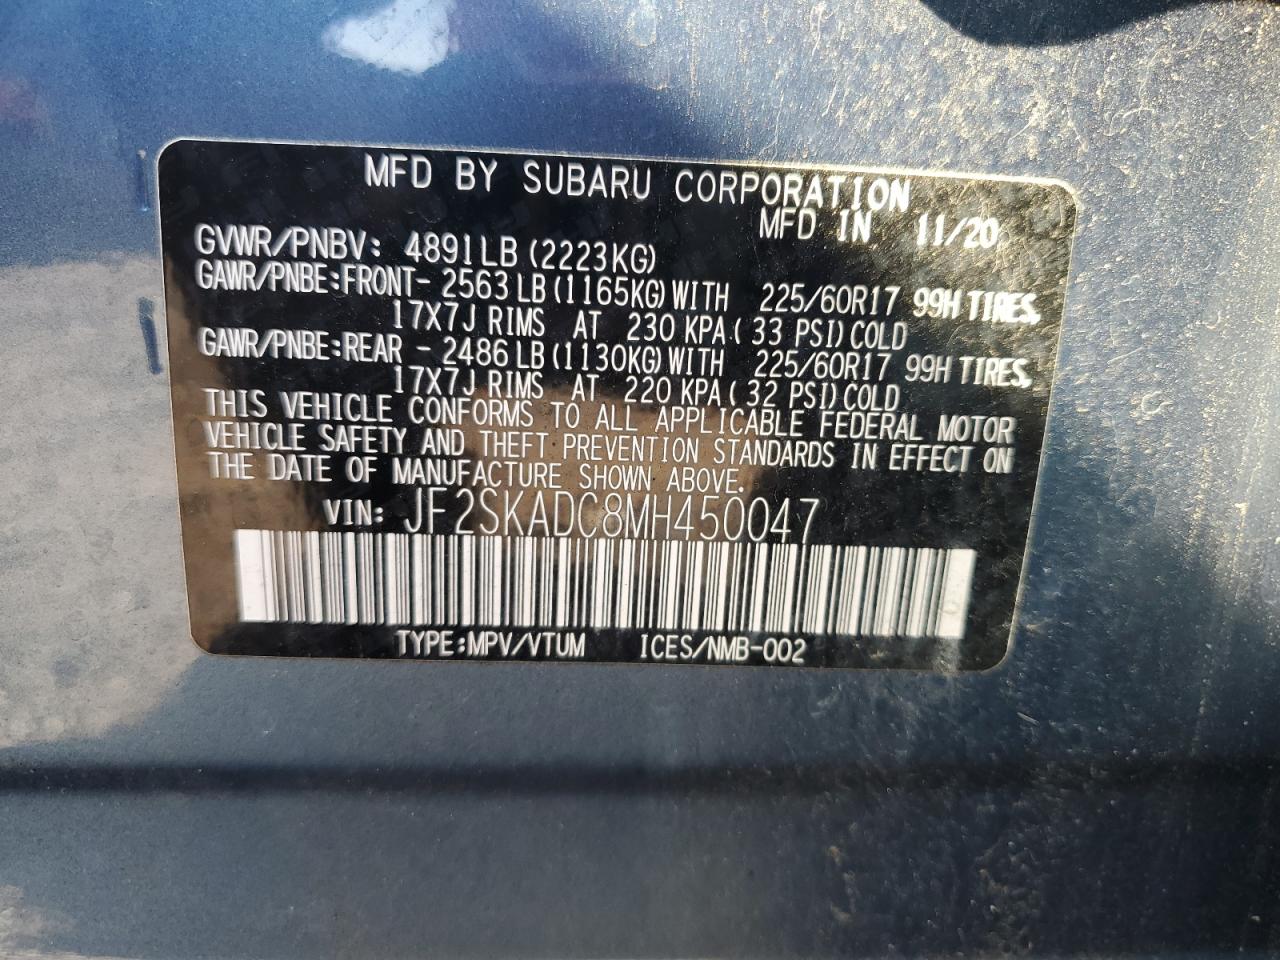 MFD BY SUBARU CORPORATION
MFD IN 11/20
GVWR/PNBV: 4891LB (2223KG)
GAWR/PNBE:FRONT- 2563 LB (1165KG) WITH 225/60R17 99H TIRES,
17X7J RIMS AT 230 KPA ( 33 PSI) COLD
GAWR/PNBE:REAR - 2486 LB (1130KG) WITH 225/60R17 99H TIRES,
17X7J RIMS AT 220 KPA ( 32 PSI) COLD
THIS VEHICLE CONFORMS TO ALL APPLICABLE FEDERAL MOTOR
VEHICLE SAFETY AND THEFT PREVENTION STANDARDS IN EFFECT ON
THE DATE OF MANUFACTURE SHOWN ABOVE.
VIN: JF2SKADC8MH450047
TYPE:MPV/VTUM ICES/NMB-002